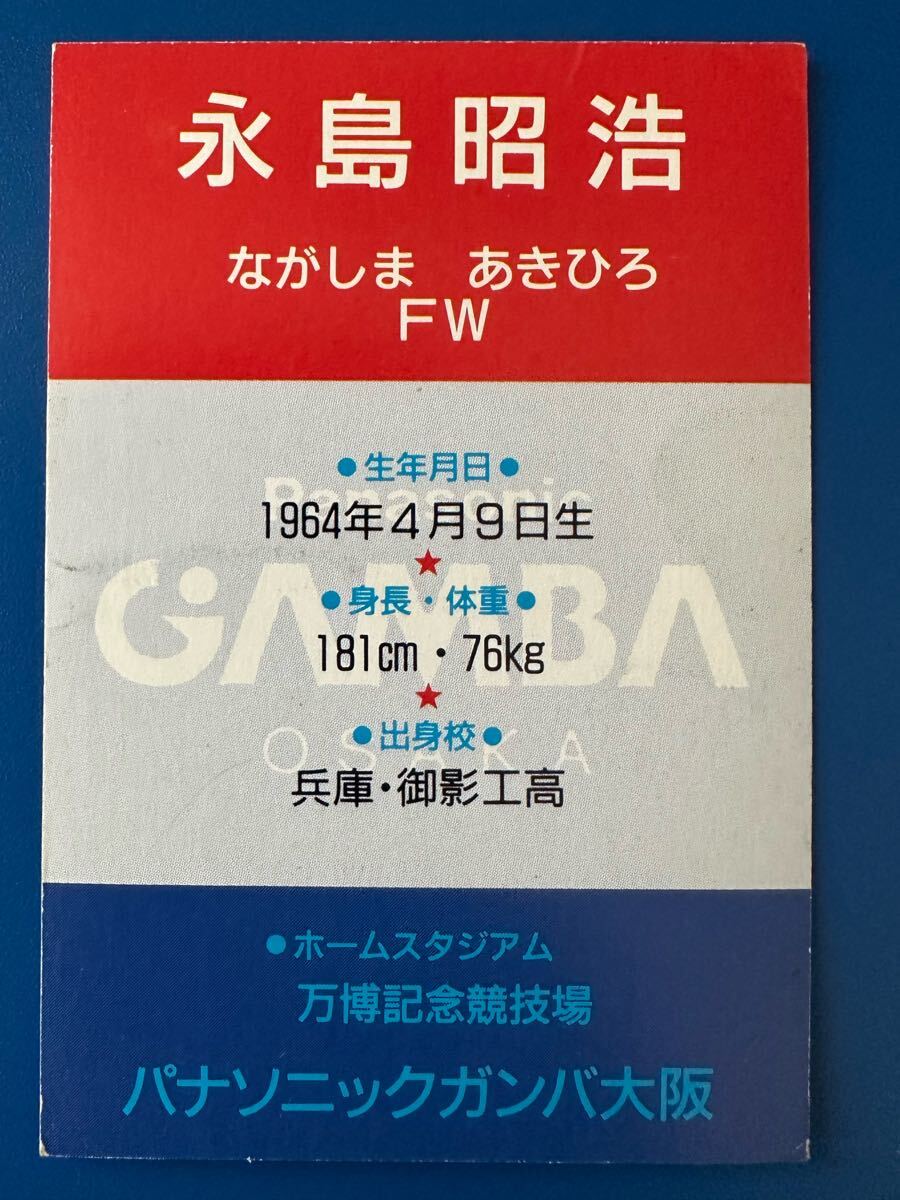 永島昭浩
ながしま　あきひろ
FW
●生年月日●
Panasonic
1964年4月9日生
★
GAMBA
●身長・体重●
181cm・76kg
★
●出身校●
OSAKA
兵庫・御影工高
●ホームスタジアム
万博記念競技場
パナソニックガンバ大阪